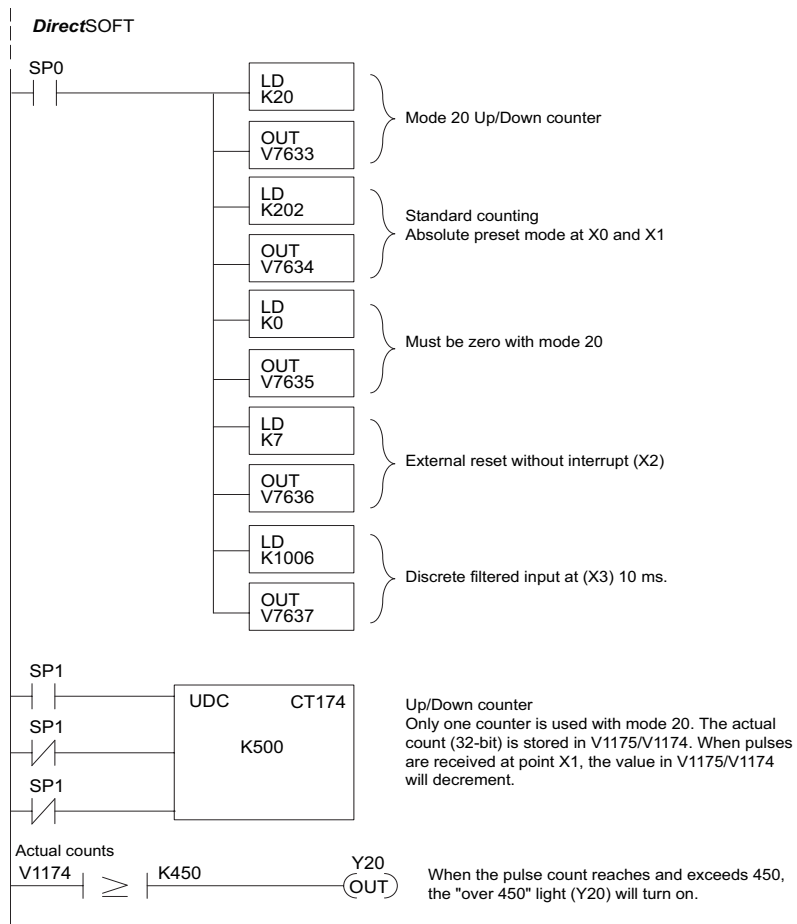 DirectSOFT
SP0
LD
K20
OUT
V7633
Mode 20 Up/Down counter
LD
K202
OUT
V7634
Standard counting
Absolute preset mode at X0 and X1
LD
K0
OUT
V7635
Must be zero with mode 20
LD
K7
OUT
V7636
External reset without interrupt (X2)
LD
K1006
OUT
V7637
Discrete filtered input at (X3) 10 ms.
SP1
UDC CT174
SP1
K500
SP1
Up/Down counter
Only one counter is used with mode 20. The actual
count (32-bit) is stored in V1175/V1174. When pulses
are received at point X1, the value in V1175/V1174
will decrement.
Actual counts
V1174 ≥ K450
Y20
OUT
When the pulse count reaches and exceeds 450,
the "over 450" light (Y20) will turn on.